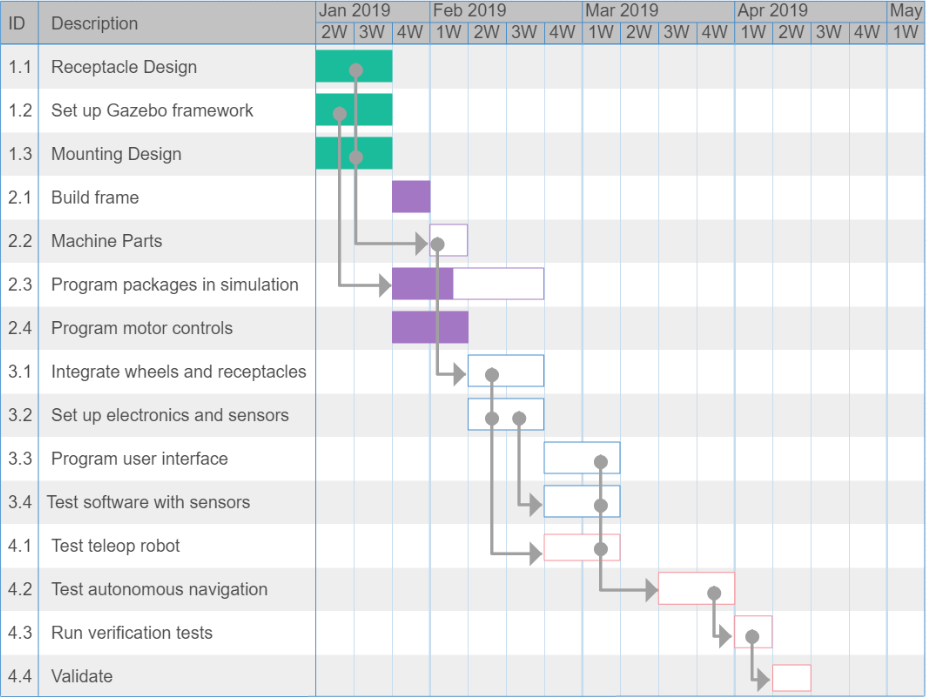 ID Description Jan 2019 Feb 2019 Mar 2019 Apr 2019 May
2W 3W 4W 1W 2W 3W 4W 1W 2W 3W 4W 1W 2W 3W 4W 1W
1.1 Receptacle Design
1.2 Set up Gazebo framework
1.3 Mounting Design
2.1 Build frame
2.2 Machine Parts
2.3 Program packages in simulation
2.4 Program motor controls
3.1 Integrate wheels and receptacles
3.2 Set up electronics and sensors
3.3 Program user interface
3.4 Test software with sensors
4.1 Test teleop robot
4.2 Test autonomous navigation
4.3 Run verification tests
4.4 Validate